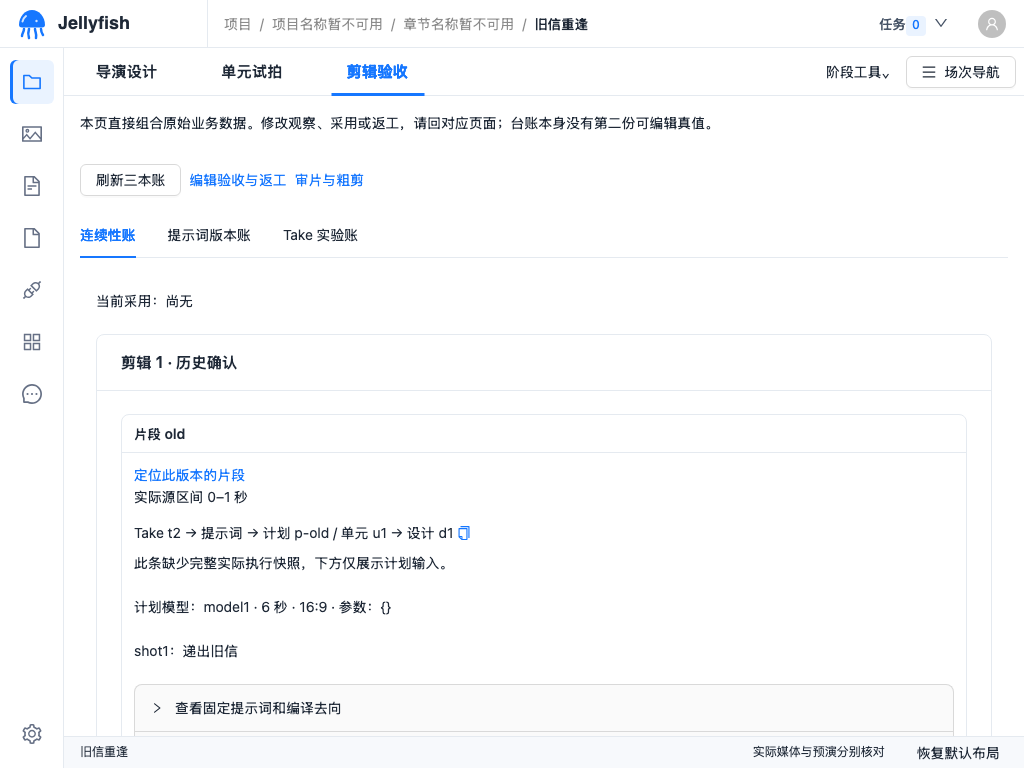 Jellyfish
项目 / 项目名称暂不可用 / 章节名称暂不可用 / 旧信重逢
任务 0
导演设计 单元试拍 剪辑验收
阶段工具 场次导航
本页直接组合原始业务数据。修改观察、采用或返工，请回对应页面；台账本身没有第二份可编辑真值。
刷新三本账 编辑验收与返工 审片与粗剪
连续性账 提示词版本账 Take 实验账
当前采用：尚无
剪辑 1 · 历史确认
片段 old
定位此版本的片段
实际源区间 0–1 秒
Take t2 → 提示词 → 计划 p-old / 单元 u1 → 设计 d1
此条缺少完整实际执行快照，下方仅展示计划输入。
计划模型：model1 · 6 秒 · 16:9 · 参数：{}
shot1：递出旧信
查看固定提示词和编译去向
旧信重逢
实际媒体与预演分别核对 恢复默认布局